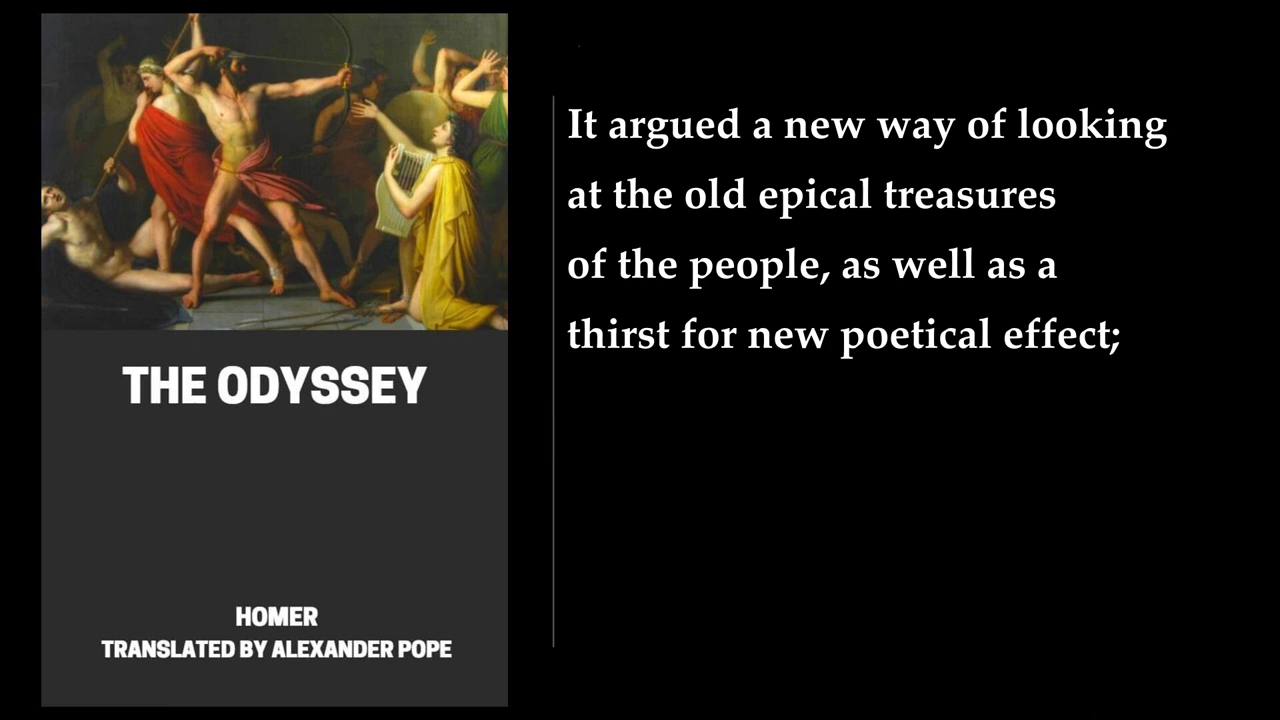 THE ODYSSEY
HOMER
TRANSLATED BY ALEXANDER POPE
It argued a new way of looking
at the old epical treasures
of the people, as well as a
thirst for new poetical effect;